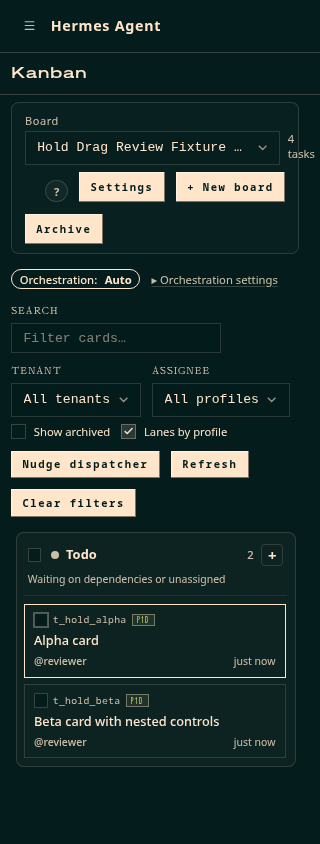 ☰ Hermes Agent
Kanban
Board
Hold Drag Review Fixture …
4 tasks
? Settings + New board
Archive
Orchestration: Auto ▸ Orchestration settings
SEARCH
Filter cards…
TENANT ASSIGNEE
All tenants All profiles
Show archived Lanes by profile
Nudge dispatcher Refresh
Clear filters
Todo 2 +
Waiting on dependencies or unassigned
t_hold_alpha P10
Alpha card
@reviewer just now
t_hold_beta P10
Beta card with nested controls
@reviewer just now